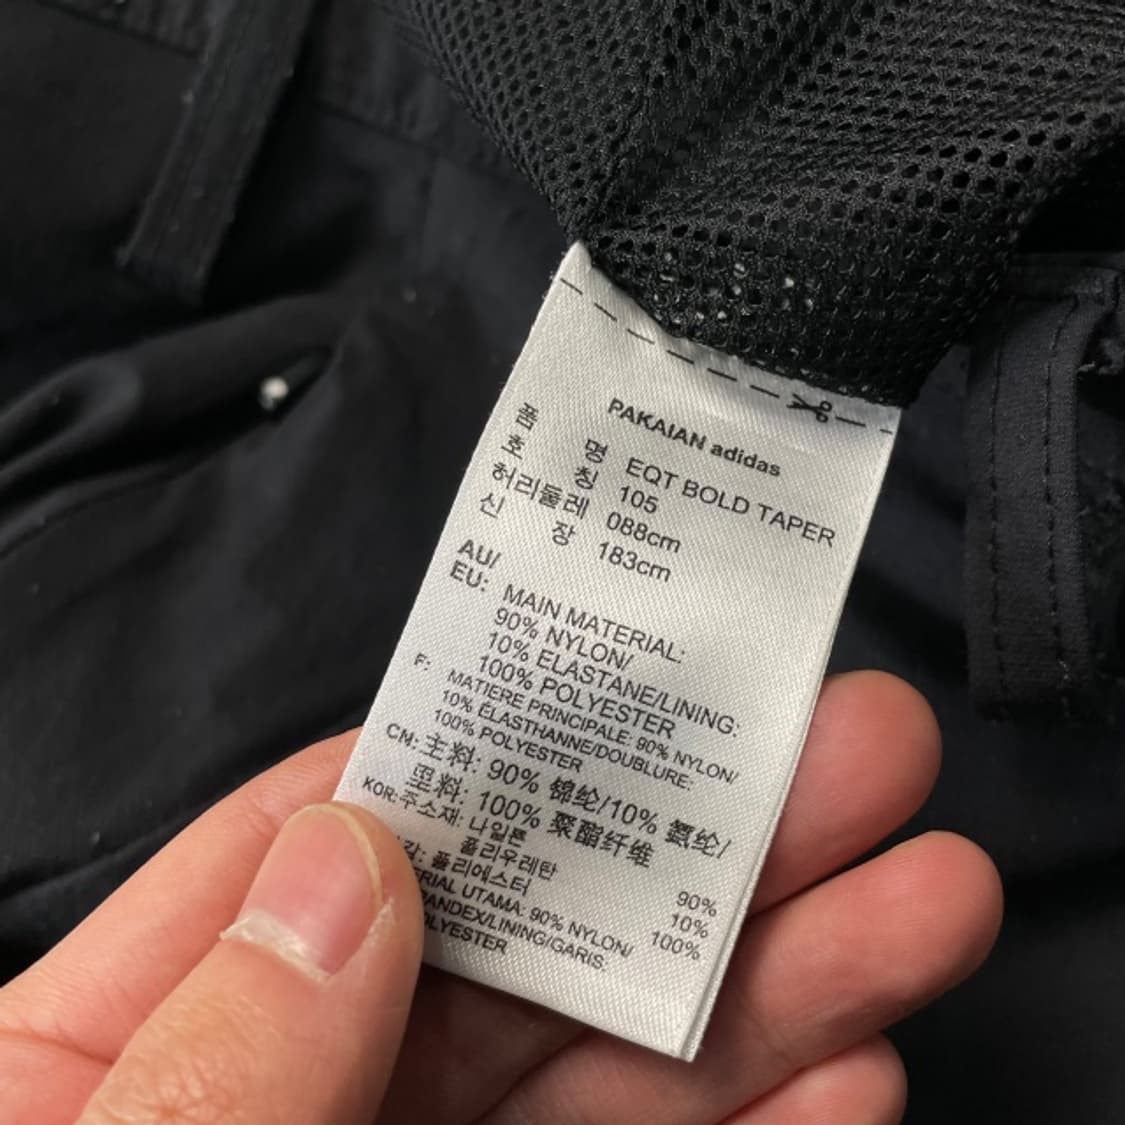 PAKAIAN adidas
품 명 EQT BOLD TAPER
호 칭 105
허리둘레 088cm
신 장 183cm
AU/
EU: MAIN MATERIAL:
90% NYLON/
10% ELASTANE/LINING:
100% POLYESTER
F: MATIERE PRINCIPALE: 90% NYLON/
10% ÉLASTHANNE/DOUBLURE:
100% POLYESTER
CN: 主料: 90% 锦纶/10% 氨纶/
里料: 100% 聚酯纤维
KOR: 주소재: 나일론 90%
폴리우레탄 10%
감: 폴리에스터 100%
ERIAL UTAMA: 90% NYLON/
PANDEX/LINING/GARIS:
OLYESTER